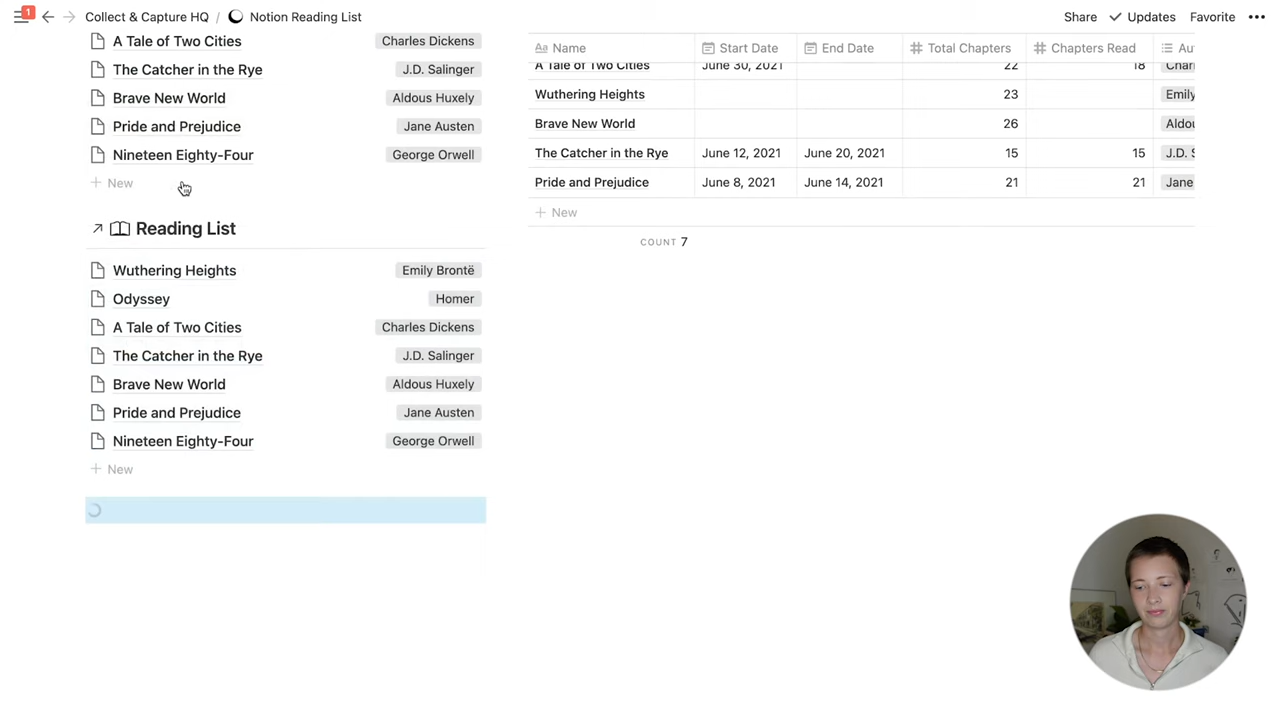 1
Collect & Capture HQ / Notion Reading List
Share Updates Favorite
A Tale of Two Cities Charles Dickens
The Catcher in the Rye J.D. Salinger
Brave New World Aldous Huxely
Pride and Prejudice Jane Austen
Nineteen Eighty-Four George Orwell
+ New
Reading List
Wuthering Heights Emily Brontë
Odyssey Homer
A Tale of Two Cities Charles Dickens
The Catcher in the Rye J.D. Salinger
Brave New World Aldous Huxely
Pride and Prejudice Jane Austen
Nineteen Eighty-Four George Orwell
+ New
Aa Name Start Date End Date # Total Chapters # Chapters Read Au
A Tale of Two Cities June 30, 2021 22 18 Char
Wuthering Heights 23 Emily
Brave New World 26 Aldou
The Catcher in the Rye June 12, 2021 June 20, 2021 15 15 J.D. S
Pride and Prejudice June 8, 2021 June 14, 2021 21 21 Jane
+ New
COUNT 7